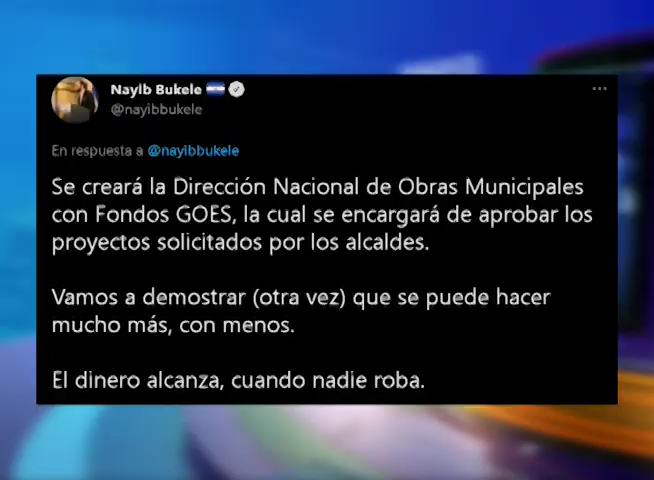 Nayib Bukele
@nayibbukele
En respuesta a @nayibbukele
Se creará la Dirección Nacional de Obras Municipales
con Fondos GOES, la cual se encargará de aprobar los
proyectos solicitados por los alcaldes.
Vamos a demostrar (otra vez) que se puede hacer
mucho más, con menos.
El dinero alcanza, cuando nadie roba.